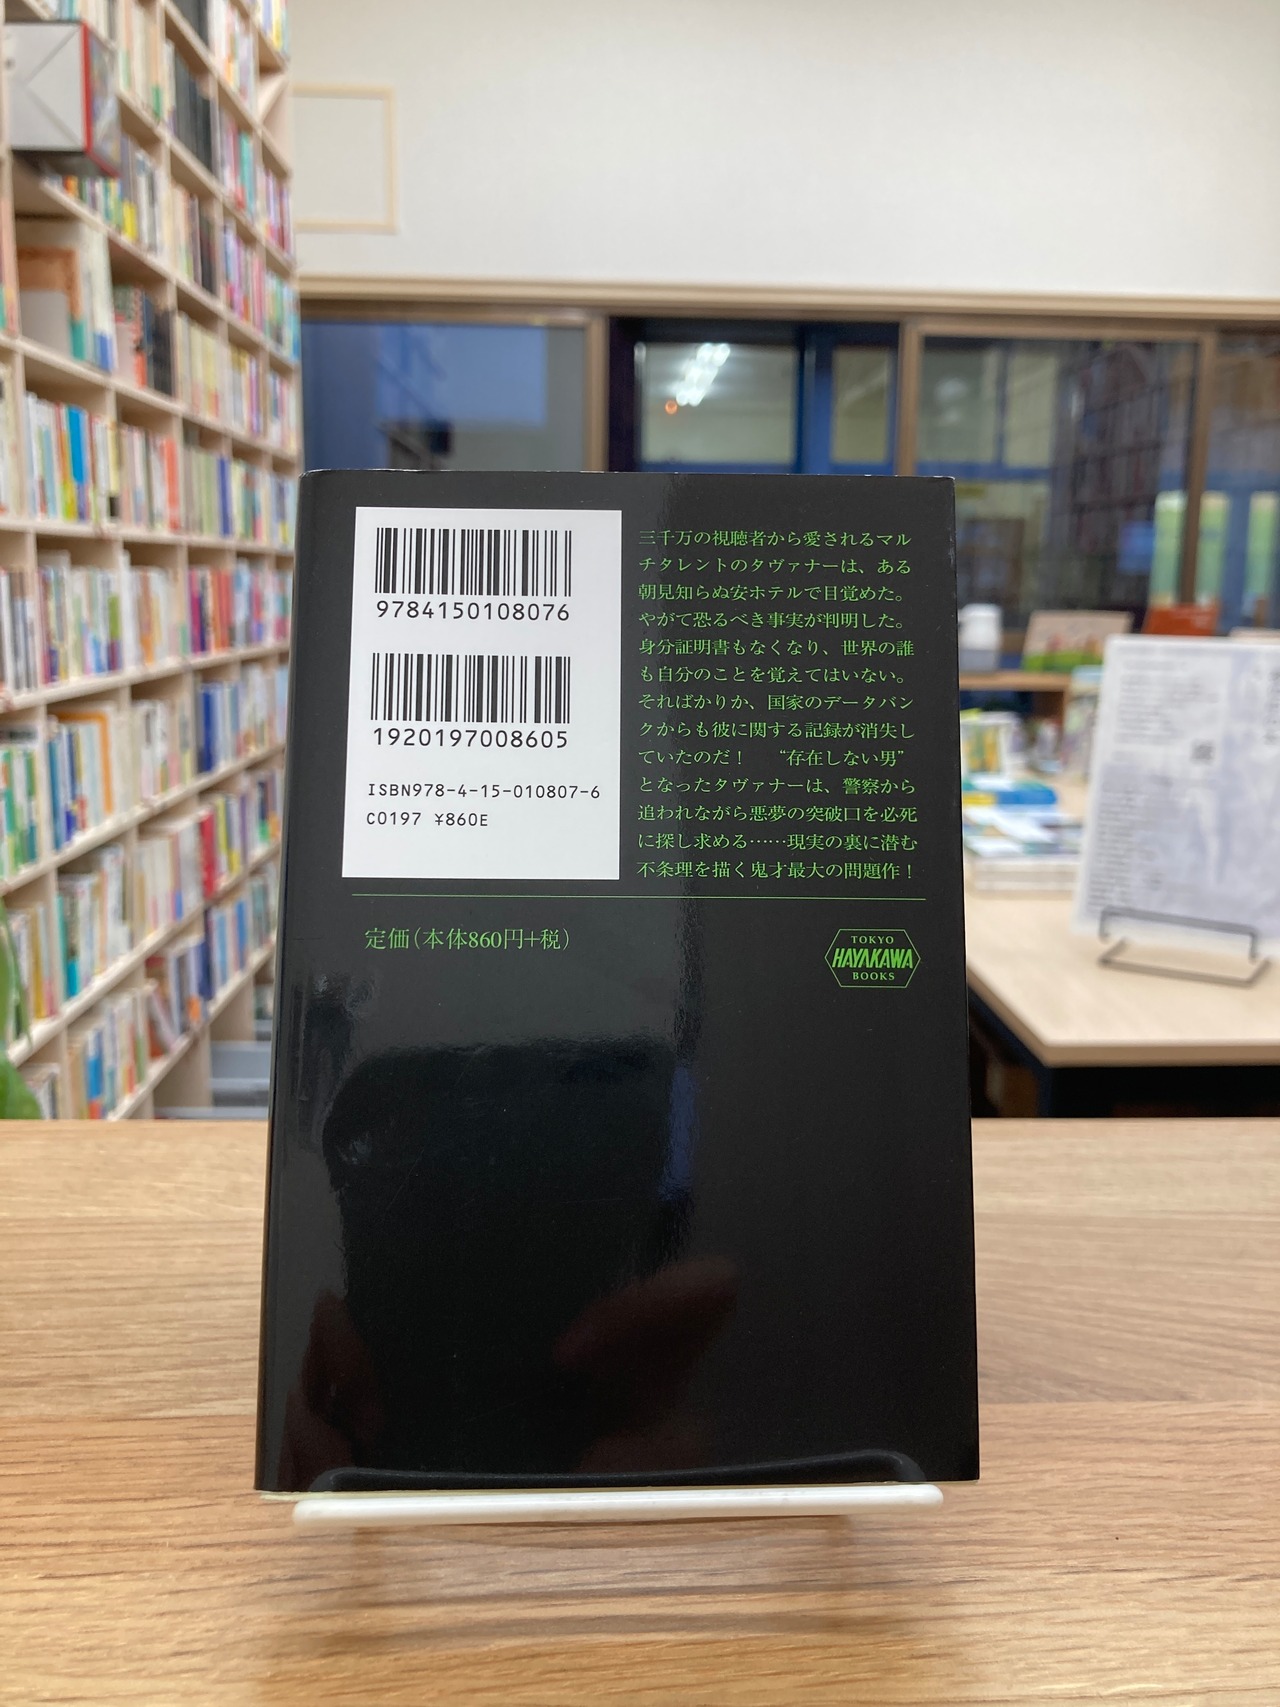 9784150108076
1920197008605
ISBN978-4-15-010807-6
C0197 ¥860E
三千万の視聴者から愛されるマル
チタレントのタヴァナーは、ある
朝見知らぬ安ホテルで目覚めた。
やがて恐るべき事実が判明した。
身分証明書もなくなり、世界の誰
も自分のことを覚えてはいない。
そればかりか、国家のデータバン
クからも彼に関する記録が消失し
ていたのだ！　“存在しない男”
となったタヴァナーは、警察から
追われながら悪夢の突破口を必死
に探し求める……現実の裏に潜む
不条理を描く鬼才最大の問題作！
定価（本体860円+税）
TOKYO
HAYAKAWA
BOOKS